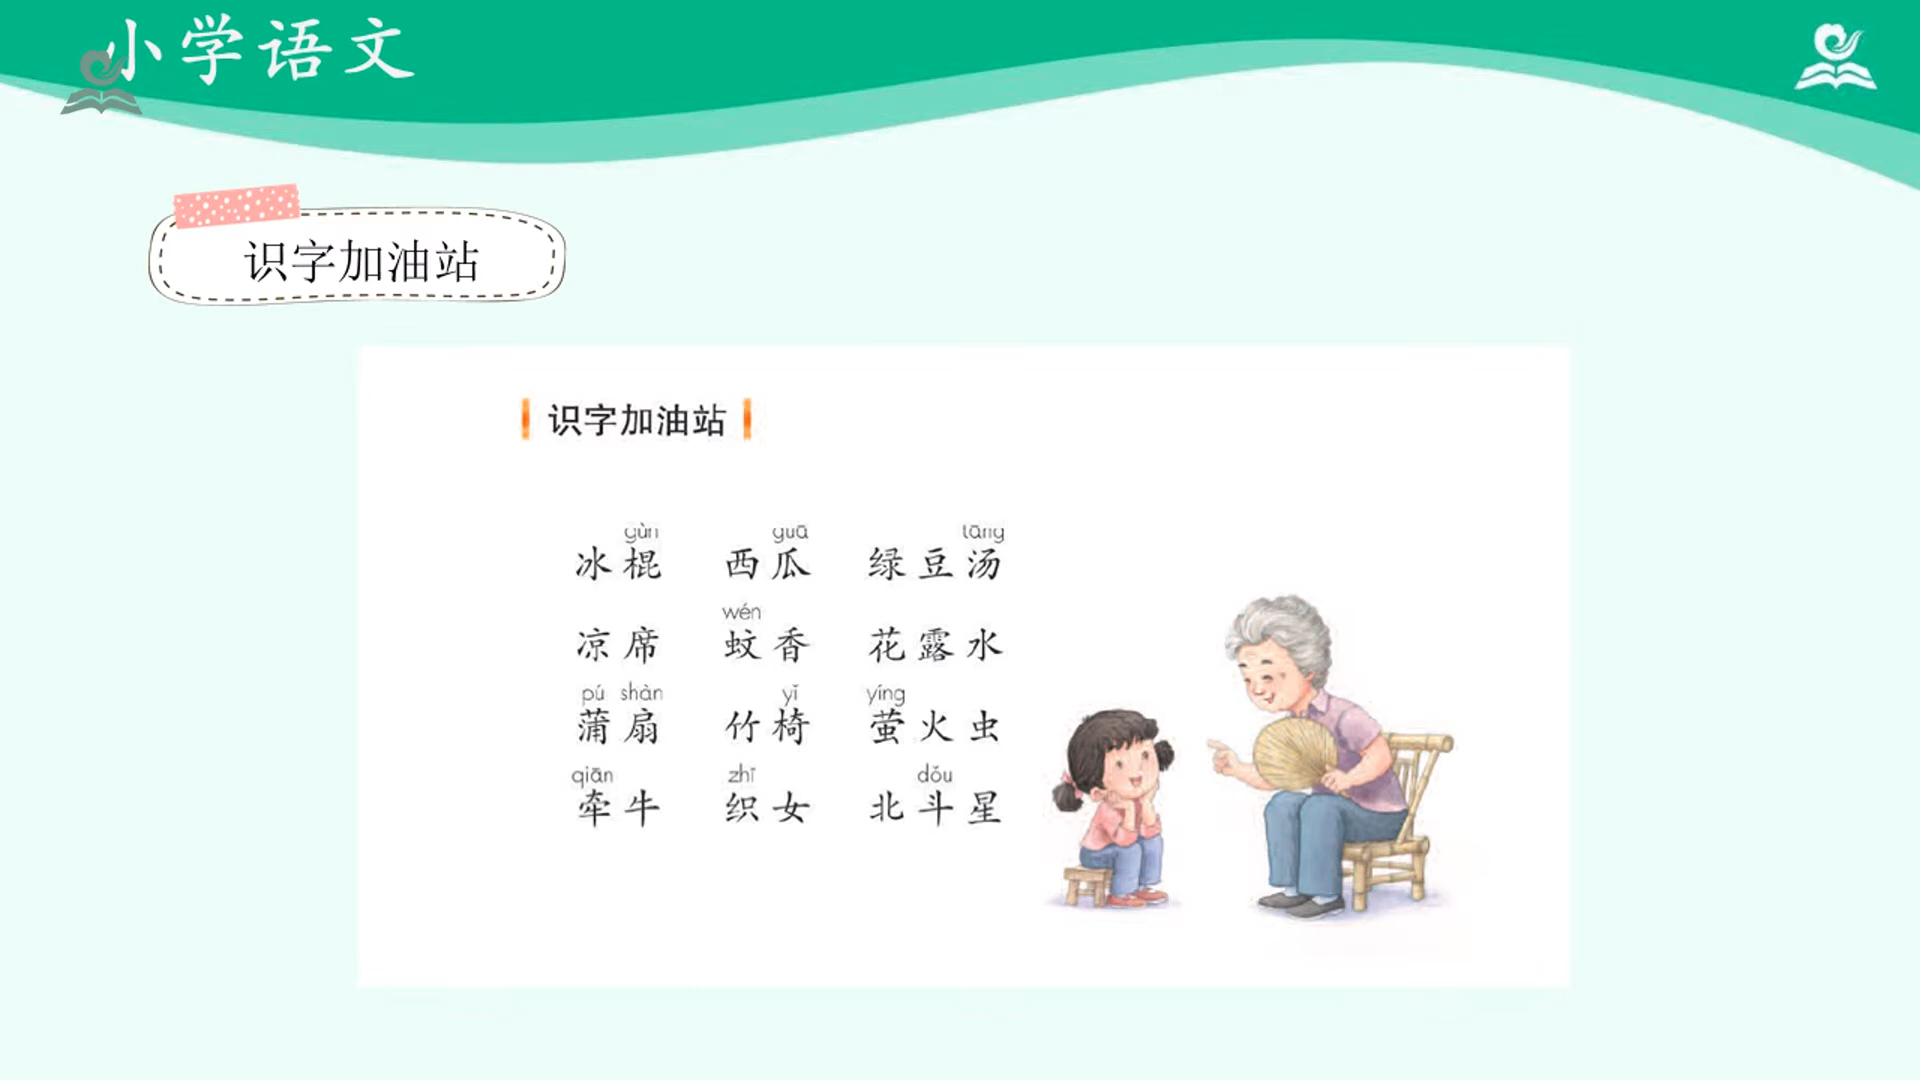 小学语文
识字加油站
识字加油站
gùn guā tāng
冰棍 西瓜 绿豆汤
wén
凉席 蚊香 花露水
pú shàn yǐ yíng
蒲扇 竹椅 萤火虫
qiān zhī dǒu
牵牛 织女 北斗星